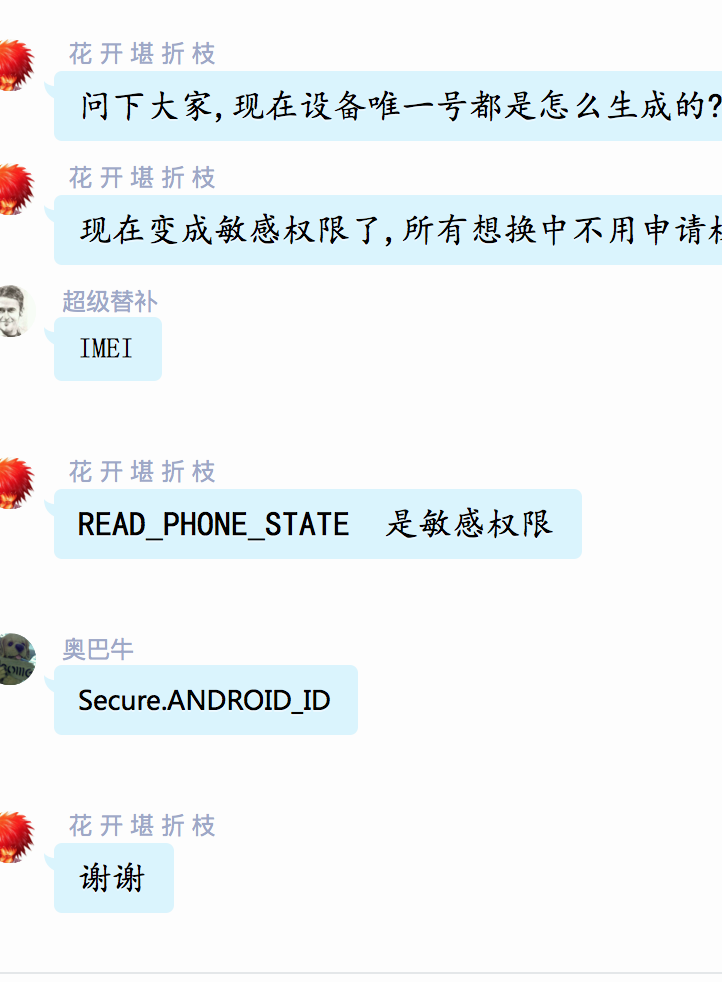 花 开 堪 折 枝
问下大家,现在设备唯一号都是怎么生成的?
花 开 堪 折 枝
现在变成敏感权限了,所有想换中不用申请
超级替补
IMEI
花 开 堪 折 枝
READ_PHONE_STATE 是敏感权限
奥巴牛
Secure.ANDROID_ID
花 开 堪 折 枝
谢谢